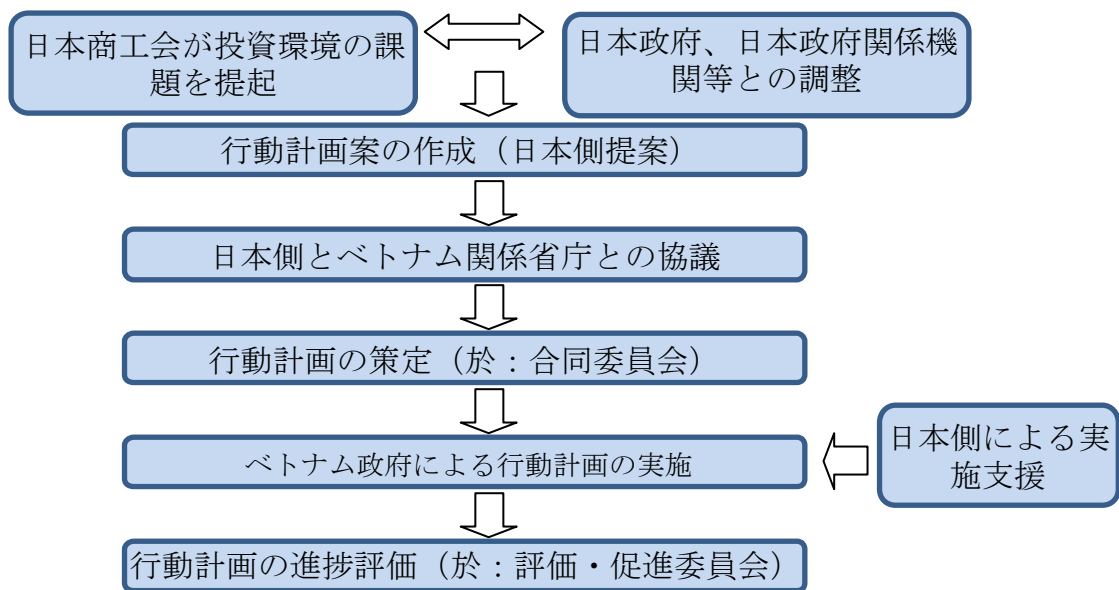 日本商工会が投資環境の課
題を提起
日本政府、日本政府関係機
関等との調整
行動計画案の作成（日本側提案）
日本側とベトナム関係省庁との協議
行動計画の策定（於：合同委員会）
ベトナム政府による行動計画の実施
日本側による実
施支援
行動計画の進捗評価（於：評価・促進委員会）